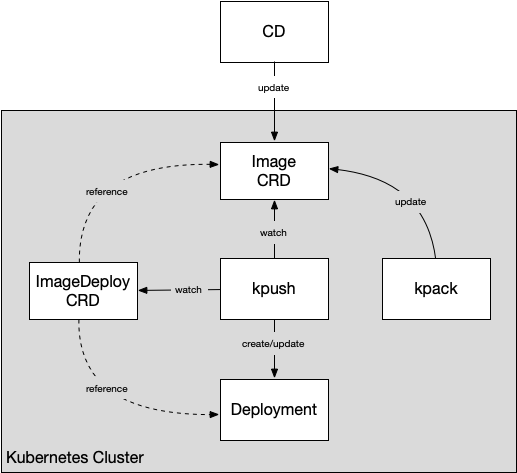 CD
update
Image
CRD
reference
update
watch
ImageDeploy
CRD
watch
kpush
kpack
create/update
reference
Deployment
Kubernetes Cluster